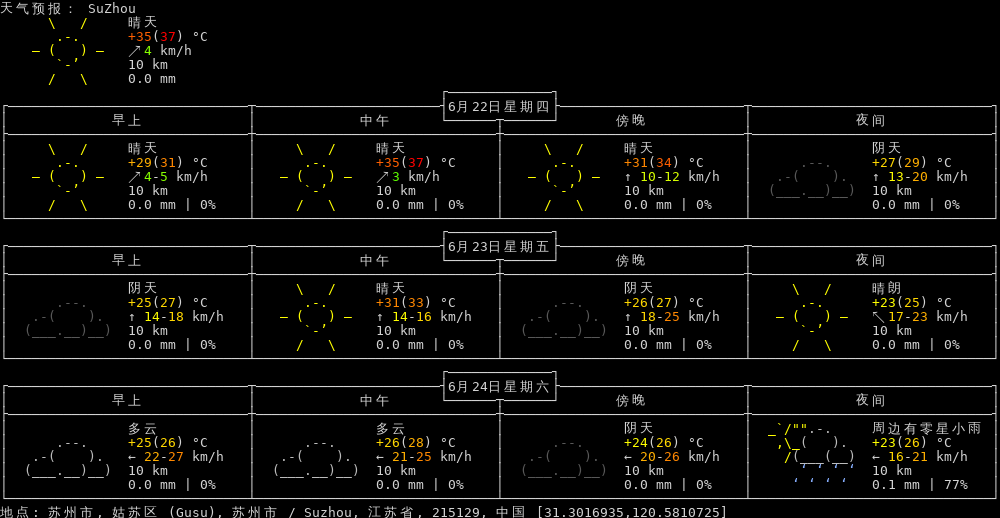 天气预报： SuZhou
晴天
+35(37) °C
↗4 km/h
10 km
0.0 mm
6月22日星期四
早上 中午 傍晚 夜间
晴天 晴天 晴天 阴天
+29(31) °C +35(37) °C +31(34) °C +27(29) °C
↗4-5 km/h ↗3 km/h ↑ 10-12 km/h ↑ 13-20 km/h
10 km 10 km 10 km 10 km
0.0 mm | 0% 0.0 mm | 0% 0.0 mm | 0% 0.0 mm | 0%
6月23日星期五
早上 中午 傍晚 夜间
阴天 晴天 阴天 晴朗
+25(27) °C +31(33) °C +26(27) °C +23(25) °C
↑ 14-18 km/h ↑ 14-16 km/h ↑ 18-25 km/h ↖17-23 km/h
10 km 10 km 10 km 10 km
0.0 mm | 0% 0.0 mm | 0% 0.0 mm | 0% 0.0 mm | 0%
6月24日星期六
早上 中午 傍晚 夜间
多云 多云 阴天 周边有零星小雨
+25(26) °C +26(28) °C +24(26) °C +23(26) °C
← 22-27 km/h ← 21-25 km/h ← 20-26 km/h ← 16-21 km/h
10 km 10 km 10 km 10 km
0.0 mm | 0% 0.0 mm | 0% 0.0 mm | 0% 0.1 mm | 77%
地点: 苏州市, 姑苏区 (Gusu), 苏州市 / Suzhou, 江苏省, 215129, 中国 [31.3016935,120.5810725]